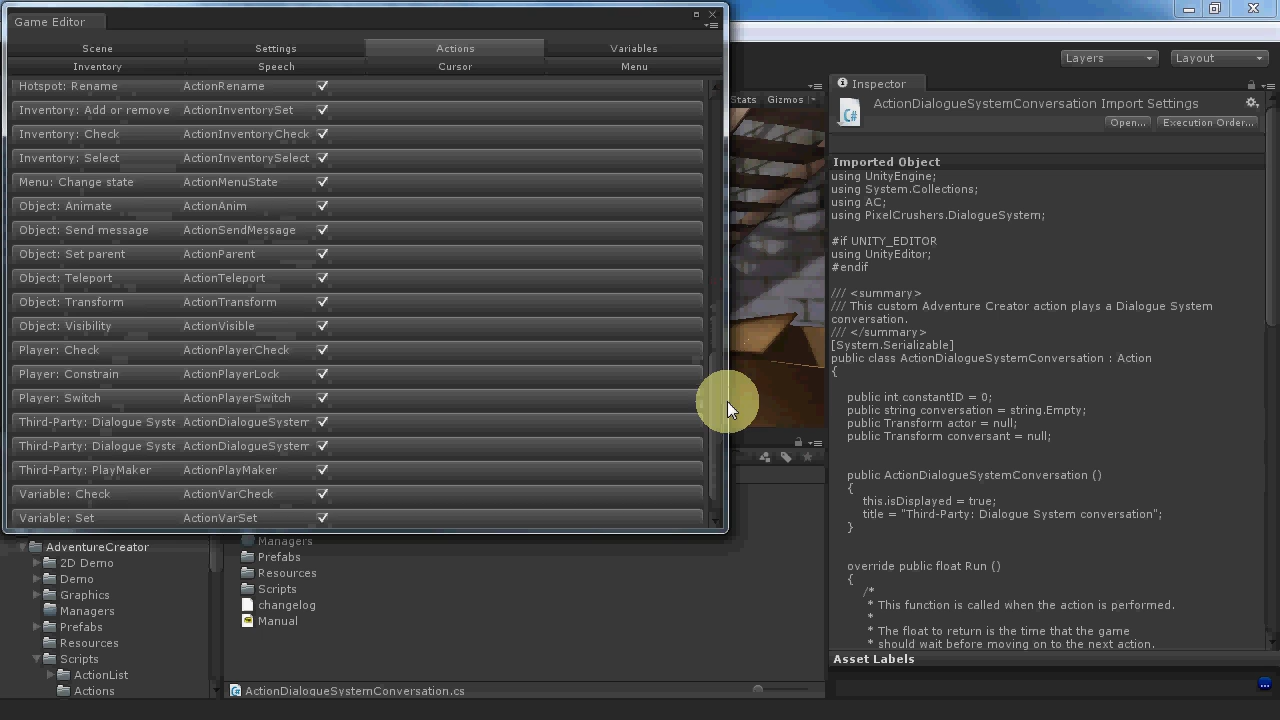 Game Editor
Scene Settings Actions Variables
Inventory Speech Cursor Menu
Hotspot: Rename ActionRename
Inventory: Add or remove ActionInventorySet
Inventory: Check ActionInventoryCheck
Inventory: Select ActionInventorySelect
Menu: Change state ActionMenuState
Object: Animate ActionAnim
Object: Send message ActionSendMessage
Object: Set parent ActionParent
Object: Teleport ActionTeleport
Object: Transform ActionTransform
Object: Visibility ActionVisible
Player: Check ActionPlayerCheck
Player: Constrain ActionPlayerLock
Player: Switch ActionPlayerSwitch
Third-Party: Dialogue Syste ActionDialogueSystem
Third-Party: Dialogue Syste ActionDialogueSystem
Third-Party: PlayMaker ActionPlayMaker
Variable: Check ActionVarCheck
Variable: Set ActionVarSet
AdventureCreator
2D Demo
Demo
Graphics
Managers
Prefabs
Resources
Scripts
ActionList
Actions
Managers
Prefabs
Resources
Scripts
changelog
Manual
ActionDialogueSystemConversation.cs
Stats Gizmos
Layers Layout
Inspector
ActionDialogueSystemConversation Import Settings
C#
Open... Execution Order...
Imported Object
using UnityEngine;
using System.Collections;
using AC;
using PixelCrushers.DialogueSystem;
#if UNITY_EDITOR
using UnityEditor;
#endif
/// <summary>
/// This custom Adventure Creator action plays a Dialogue System
conversation.
/// </summary>
[System.Serializable]
public class ActionDialogueSystemConversation : Action
{
public int constantID = 0;
public string conversation = string.Empty;
public Transform actor = null;
public Transform conversant = null;
public ActionDialogueSystemConversation ()
{
this.isDisplayed = true;
title = "Third-Party: Dialogue System conversation";
}
override public float Run ()
{
/*
* This function is called when the action is performed.
*
* The float to return is the time that the game
* should wait before moving on to the next action.
Asset Labels